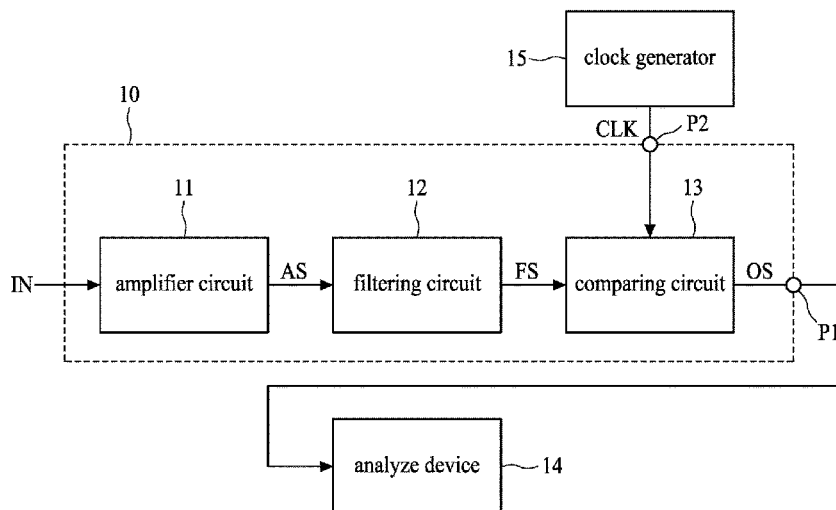 15
clock generator
10
CLK
P2
11
12
13
IN
amplifier circuit
AS
filtering circuit
FS
comparing circuit
OS
P1
analyze device
14